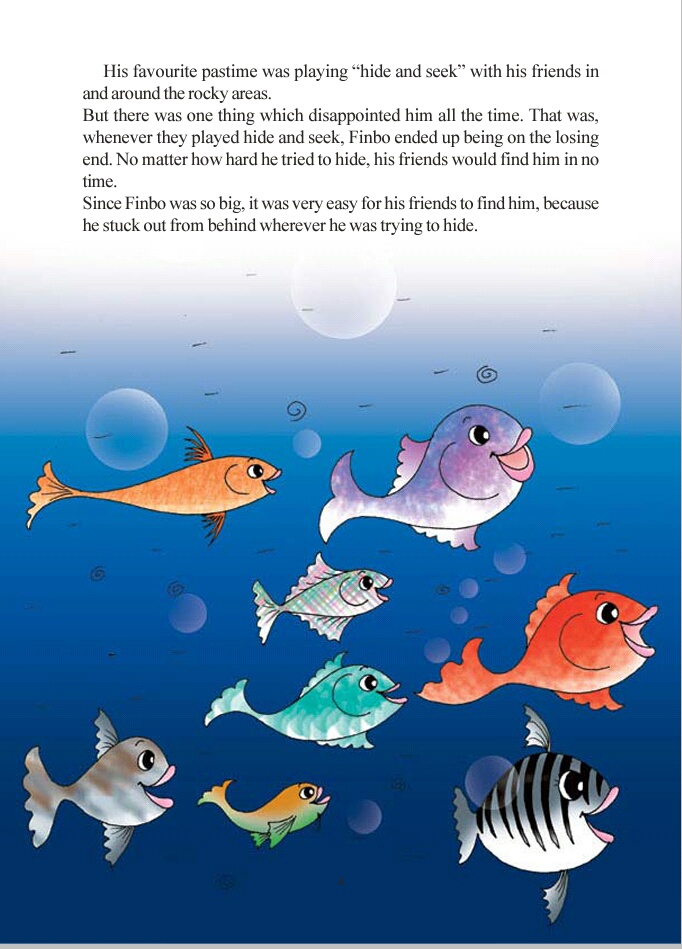 His favourite pastime was playing “hide and seek” with his friends in
and around the rocky areas.
But there was one thing which disappointed him all the time. That was,
whenever they played hide and seek, Finbo ended up being on the losing
end. No matter how hard he tried to hide, his friends would find him in no
time.
Since Finbo was so big, it was very easy for his friends to find him, because
he stuck out from behind wherever he was trying to hide.